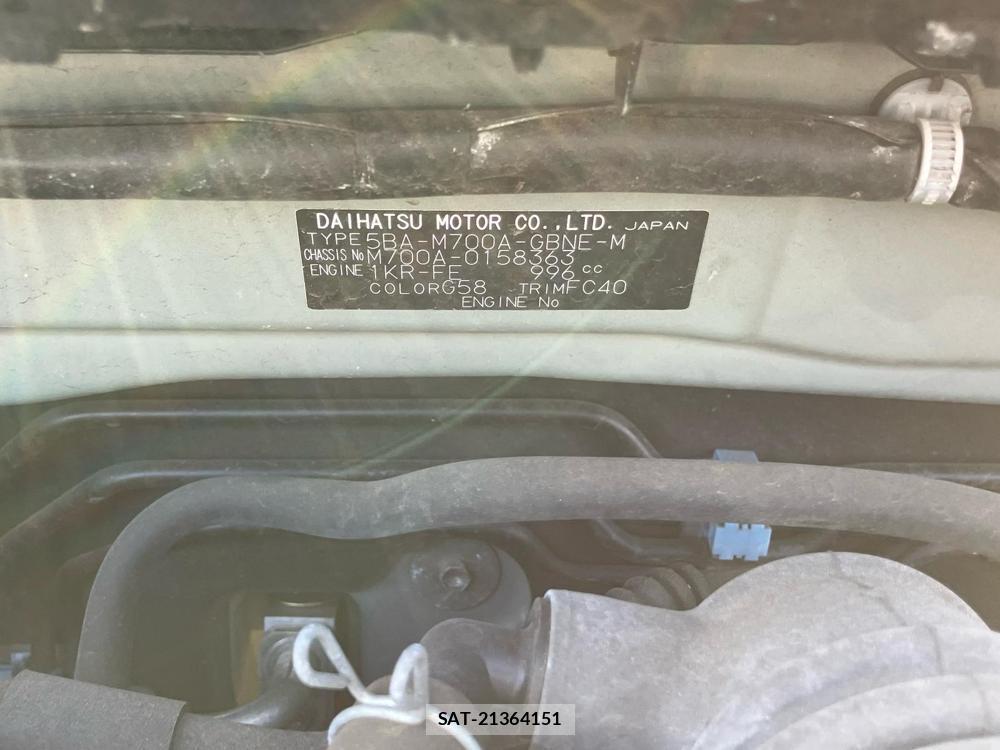 DAIHATSU MOTOR CO.,LTD. JAPAN
TYPE 5BA-M700A-GBNE-M
CHASSIS No M700A-0158363
ENGINE 1KR-FE 996 cc
COLOR G58 TRIM FC40
ENGINE No
SAT-21364151